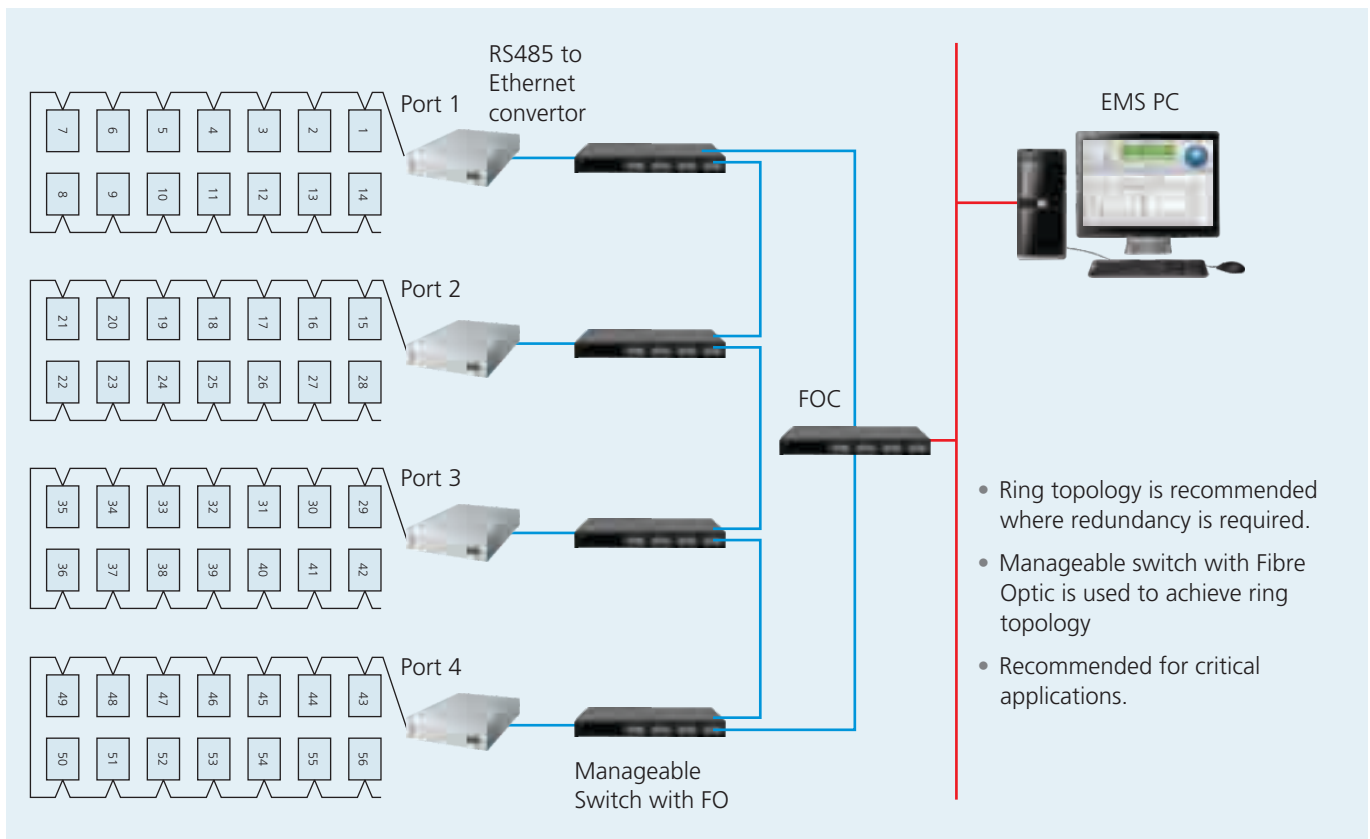 RS485 to
Ethernet
convertor
Port 1
7 6 5 4 3 2 1
8 9 10 11 12 13 14
Port 2
21 20 19 18 17 16 15
22 23 24 25 26 27 28
Port 3
35 34 33 32 31 30 29
36 37 38 39 40 41 42
Port 4
49 48 47 46 45 44 43
50 51 52 53 54 55 56
Manageable
Switch with FO
FOC
EMS PC
• Ring topology is recommended
where redundancy is required.
• Manageable switch with Fibre
Optic is used to achieve ring
topology
• Recommended for critical
applications.